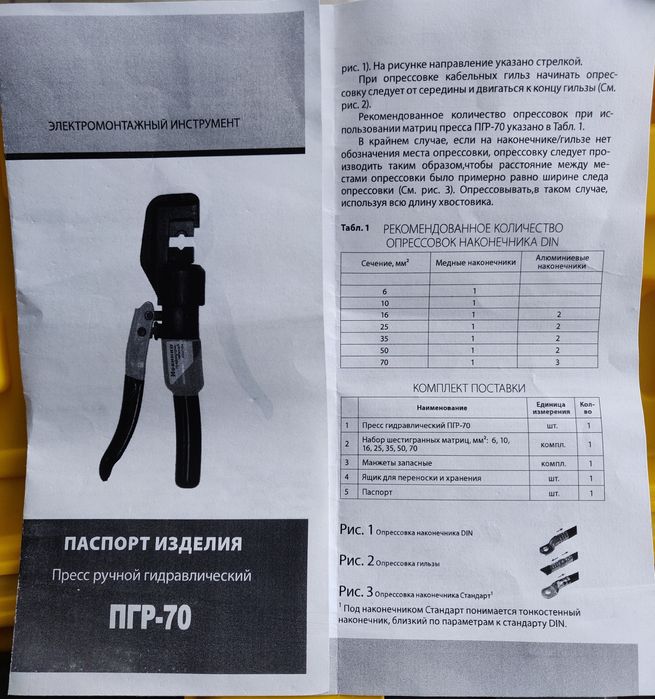 ЭЛЕКТРОМОНТАЖНЫЙ ИНСТРУМЕНТ
ПАСПОРТ ИЗДЕЛИЯ
Пресс ручной гидравлический
ПГР-70
рис. 1). На рисунке направление указано стрелкой.
При опрессовке кабельных гильз начинать опрес-
совку следует от середины и двигаться к концу гильзы (См.
рис. 2).
Рекомендованное количество опрессовок при ис-
пользовании матриц пресса ПГР-70 указано в Табл. 1.
В крайнем случае, если на наконечнике/гильзе нет
обозначения места опрессовки, опрессовку следует про-
изводить таким образом,чтобы расстояние между ме-
стами опрессовки было примерно равно ширине следа
опрессовки (См. рис. 3). Опрессовывать,в таком случае,
используя всю длину хвостовика.
Табл. 1 РЕКОМЕНДОВАННОЕ КОЛИЧЕСТВО
ОПРЕССОВОК НАКОНЕЧНИКА DIN
Сечение, мм² Медные наконечники Алюминиевые
наконечники
6 1
10 1
16 1 2
25 1 2
35 1 2
50 1 2
70 1 3
КОМПЛЕКТ ПОСТАВКИ
Наименование Единица
измерения Кол-
во
1 Пресс гидравлический ПГР-70 шт. 1
2 Набор шестигранных матриц, мм²: 6, 10,
16, 25, 35, 50, 70 компл. 1
3 Манжеты запасные компл. 1
4 Ящик для переноски и хранения шт. 1
5 Паспорт шт. 1
Рис. 1 Опрессовка наконечника DIN
Рис. 2 Опрессовка гильзы
Рис. 3 Опрессовка наконечника Стандарт¹
¹ Под наконечником Стандарт понимается тонкостенный
наконечник, близкий по параметрам к стандарту DIN.